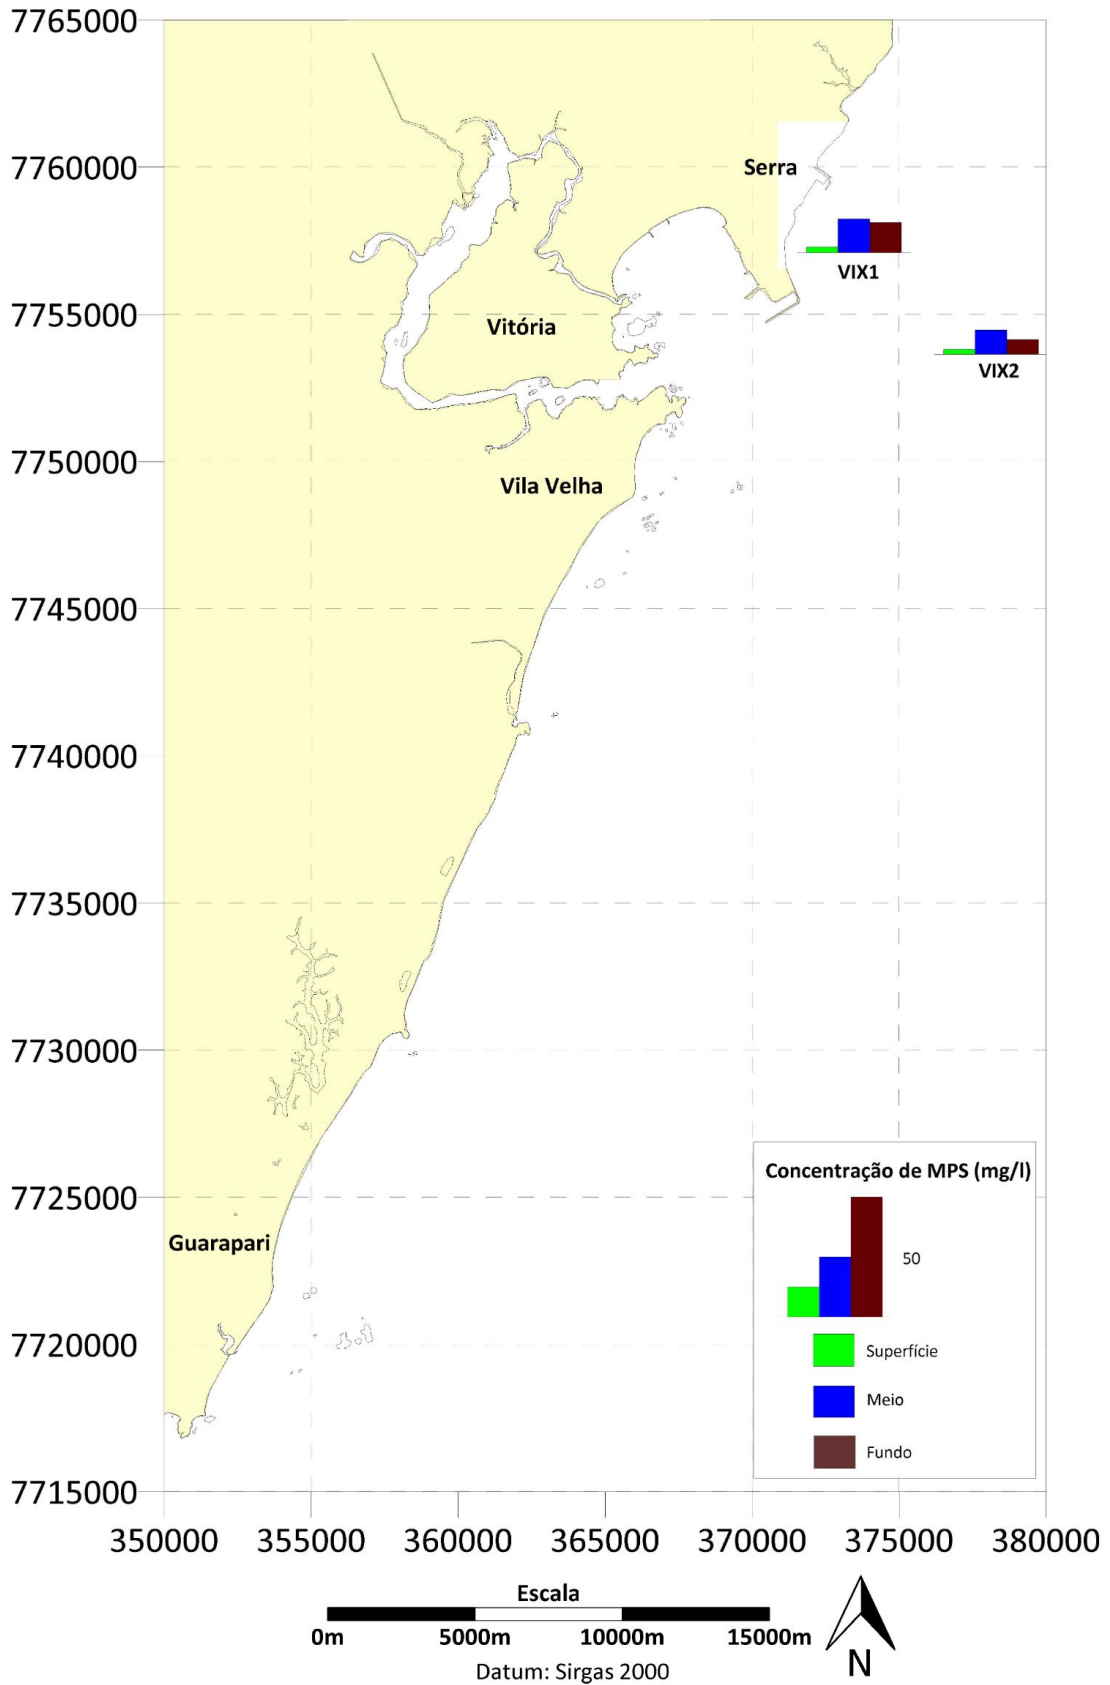 7765000
7760000
Serra
VIX1
7755000
Vitória
VIX2
7750000
Vila Velha
7745000
7740000
7735000
7730000
7725000
Concentração de MPS (mg/l)
Guarapari
50
7720000
Superfície
Meio
Fundo
7715000
350000 355000 360000 365000 370000 375000 380000
Escala
0m 5000m 10000m 15000m
N
Datum: Sirgas 2000